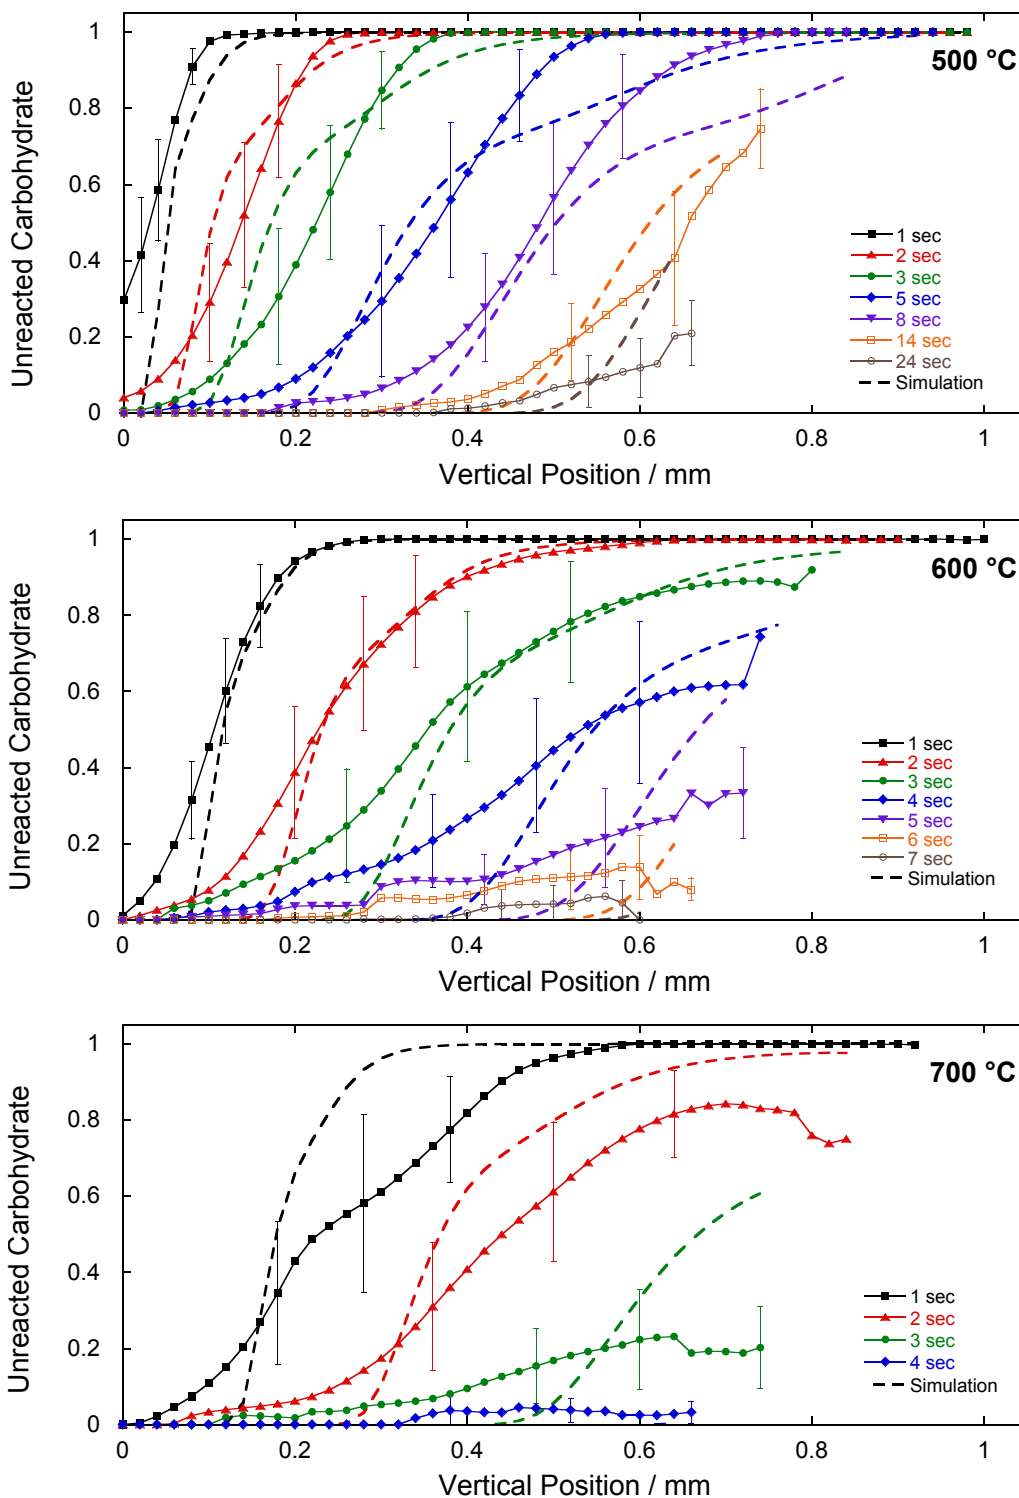 500 °C
Unreacted Carbohydrate
1
0.8
0.6
0.4
0.2
0
1 sec
2 sec
3 sec
5 sec
8 sec
14 sec
24 sec
Simulation
0 0.2 0.4 0.6 0.8 1
Vertical Position / mm
600 °C
Unreacted Carbohydrate
1
0.8
0.6
0.4
0.2
0
1 sec
2 sec
3 sec
4 sec
5 sec
6 sec
7 sec
Simulation
0 0.2 0.4 0.6 0.8 1
Vertical Position / mm
700 °C
Unreacted Carbohydrate
1
0.8
0.6
0.4
0.2
0
1 sec
2 sec
3 sec
4 sec
Simulation
0 0.2 0.4 0.6 0.8 1
Vertical Position / mm